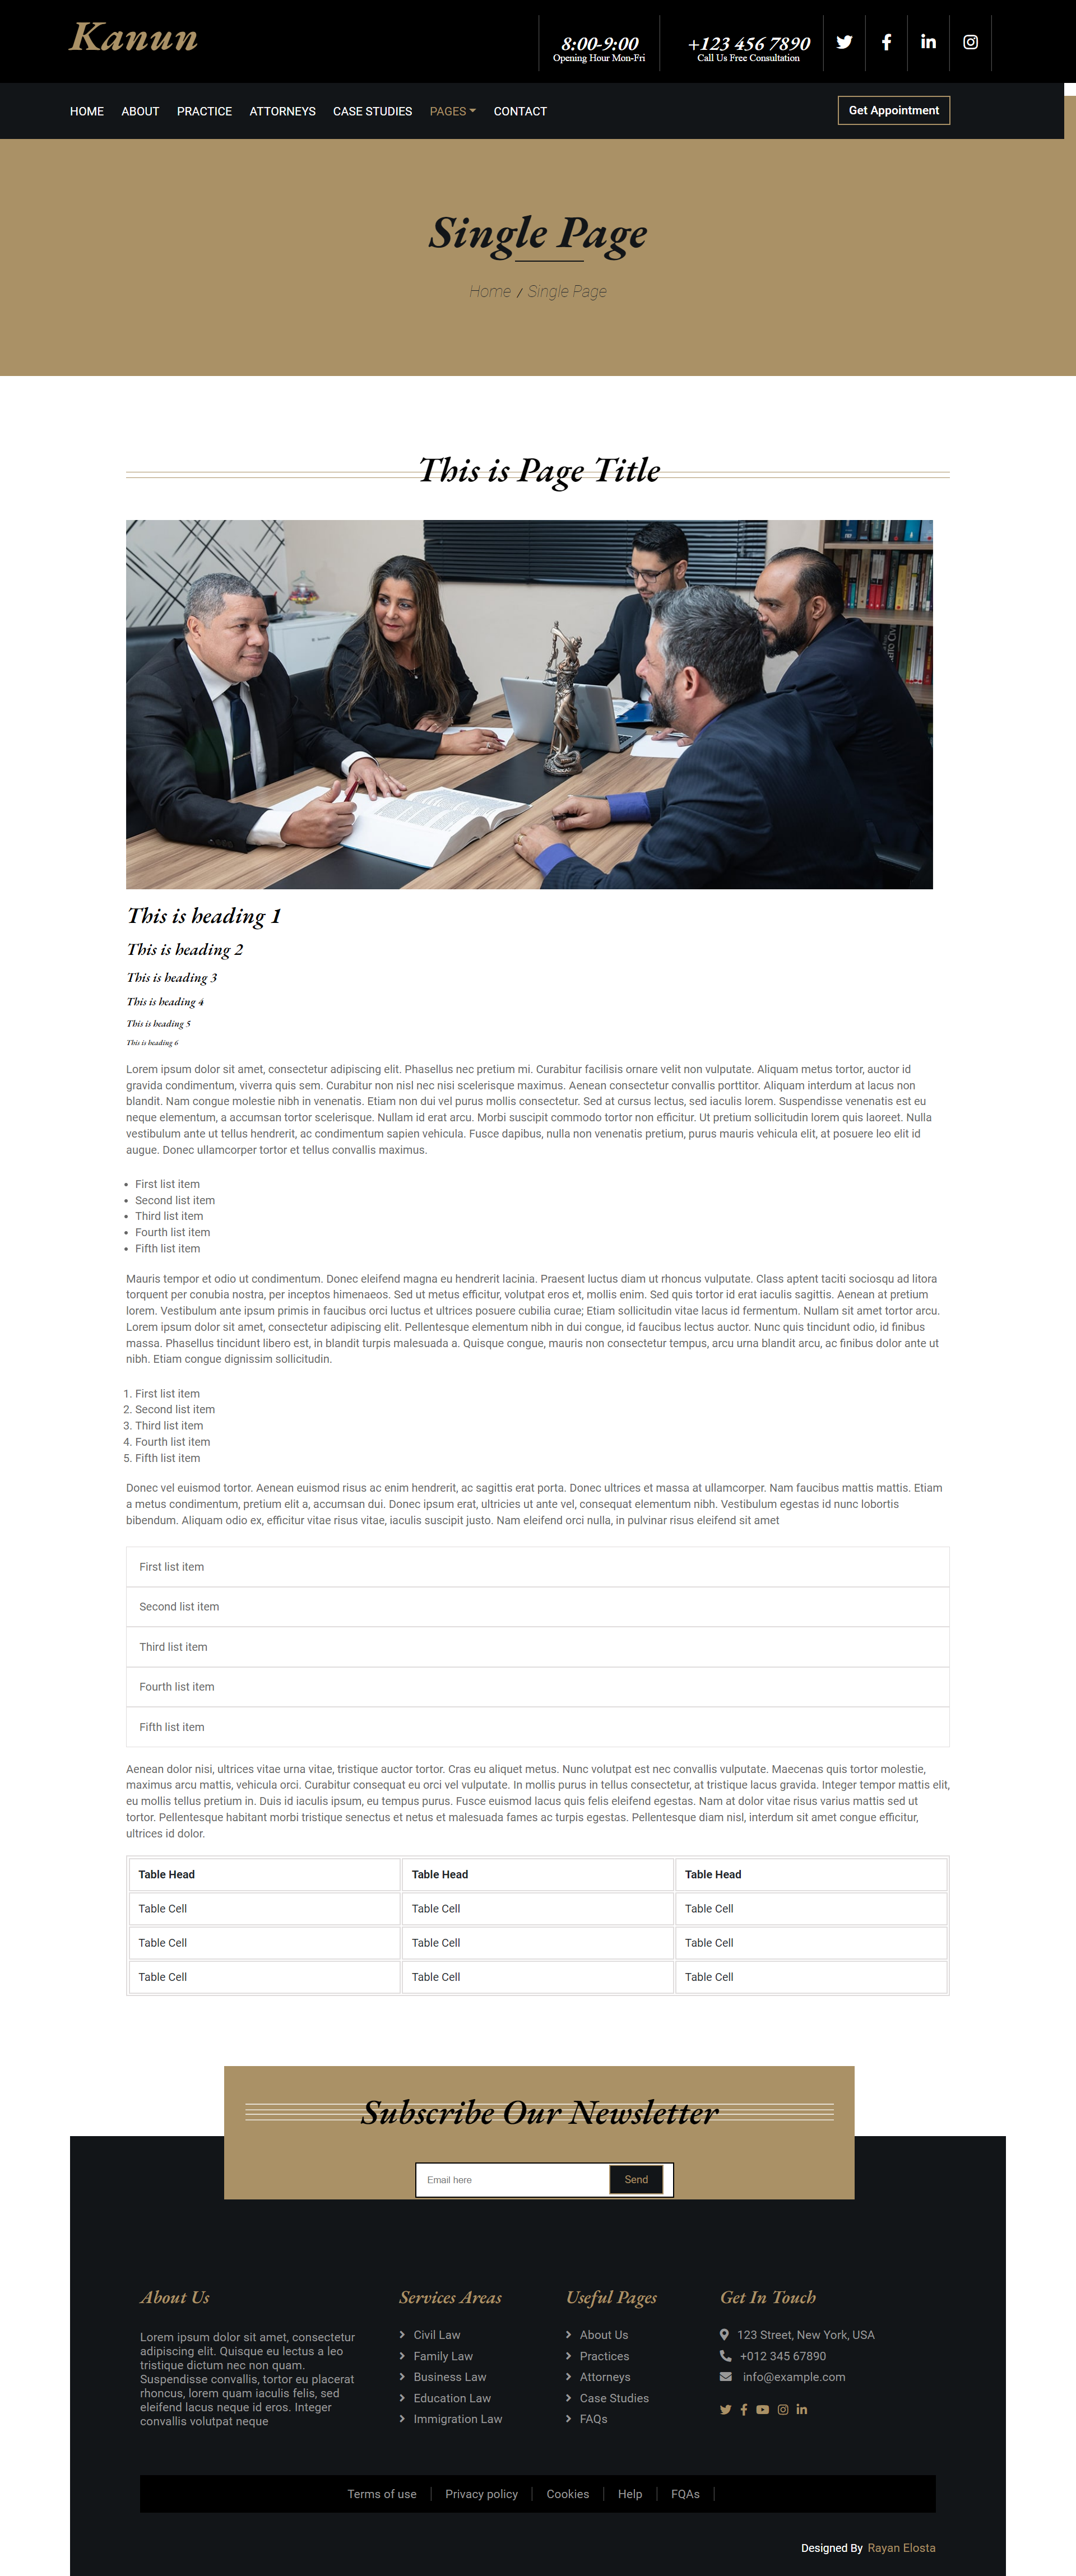 Kanun
8:00-9:00
Opening Hour Mon-Fri
+123 456 7890
Call Us Free Consultation
HOME ABOUT PRACTICE ATTORNEYS CASE STUDIES PAGES CONTACT
Get Appointment
Single Page
Home / Single Page
This is Page Title
This is heading 1
This is heading 2
This is heading 3
This is heading 4
This is heading 5
This is heading 6
Lorem ipsum dolor sit amet, consectetur adipiscing elit. Phasellus nec pretium mi. Curabitur facilisis ornare velit non vulputate. Aliquam metus tortor, auctor id
gravida condimentum, viverra quis sem. Curabitur non nisl nec nisi scelerisque maximus. Aenean consectetur convallis porttitor. Aliquam interdum at lacus non
blandit. Nam congue molestie nibh in venenatis. Etiam non dui vel purus mollis consectetur. Sed at cursus lectus, sed iaculis lorem. Suspendisse venenatis est eu
neque elementum, a accumsan tortor scelerisque. Nullam id erat arcu. Morbi suscipit commodo tortor non efficitur. Ut pretium sollicitudin lorem quis laoreet. Nulla
vestibulum ante ut tellus hendrerit, ac condimentum sapien vehicula. Fusce dapibus, nulla non venenatis pretium, purus mauris vehicula elit, at posuere leo elit id
augue. Donec ullamcorper tortor et tellus convallis maximus.
• First list item
• Second list item
• Third list item
• Fourth list item
• Fifth list item
Mauris tempor et odio ut condimentum. Donec eleifend magna eu hendrerit lacinia. Praesent luctus diam ut rhoncus vulputate. Class aptent taciti sociosqu ad litora
torquent per conubia nostra, per inceptos himenaeos. Sed ut metus efficitur, volutpat eros et, mollis enim. Sed quis tortor id erat iaculis sagittis. Aenean at pretium
lorem. Vestibulum ante ipsum primis in faucibus orci luctus et ultrices posuere cubilia curae; Etiam sollicitudin vitae lacus id fermentum. Nullam sit amet tortor arcu.
Lorem ipsum dolor sit amet, consectetur adipiscing elit. Pellentesque elementum nibh in dui congue, id faucibus lectus auctor. Nunc quis tincidunt odio, id finibus
massa. Phasellus tincidunt libero est, in blandit turpis malesuada a. Quisque congue, mauris non consectetur tempus, arcu urna blandit arcu, ac finibus dolor ante ut
nibh. Etiam congue dignissim sollicitudin.
1. First list item
2. Second list item
3. Third list item
4. Fourth list item
5. Fifth list item
Donec vel euismod tortor. Aenean euismod risus ac enim hendrerit, ac sagittis erat porta. Donec ultrices et massa at ullamcorper. Nam faucibus mattis mattis. Etiam
a metus condimentum, pretium elit a, accumsan dui. Donec ipsum erat, ultricies ut ante vel, consequat elementum nibh. Vestibulum egestas id nunc lobortis
bibendum. Aliquam odio ex, efficitur vitae risus vitae, iaculis suscipit justo. Nam eleifend orci nulla, in pulvinar risus eleifend sit amet
First list item
Second list item
Third list item
Fourth list item
Fifth list item
Aenean dolor nisi, ultrices vitae urna vitae, tristique auctor tortor. Cras eu aliquet metus. Nunc volutpat est nec convallis vulputate. Maecenas quis tortor molestie,
maximus arcu mattis, vehicula orci. Curabitur consequat eu orci vel vulputate. In mollis purus in tellus consectetur, at tristique lacus gravida. Integer tempor mattis elit,
eu mollis tellus pretium in. Duis id iaculis ipsum, eu tempus purus. Fusce euismod lacus quis felis eleifend egestas. Nam at dolor vitae risus varius mattis sed ut
tortor. Pellentesque habitant morbi tristique senectus et netus et malesuada fames ac turpis egestas. Pellentesque diam nisl, interdum sit amet congue efficitur,
ultrices id dolor.
Table Head Table Head Table Head
Table Cell Table Cell Table Cell
Table Cell Table Cell Table Cell
Table Cell Table Cell Table Cell
Subscribe Our Newsletter
Email here
Send
About Us
Lorem ipsum dolor sit amet, consectetur
adipiscing elit. Quisque eu lectus a leo
tristique dictum nec non quam.
Suspendisse convallis, tortor eu placerat
rhoncus, lorem quam iaculis felis, sed
eleifend lacus neque id eros. Integer
convallis volutpat neque
Services Areas
Civil Law
Family Law
Business Law
Education Law
Immigration Law
Useful Pages
About Us
Practices
Attorneys
Case Studies
FAQs
Get In Touch
123 Street, New York, USA
+012 345 67890
info@example.com
Terms of use Privacy policy Cookies Help FQAs
Designed By Rayan Elosta